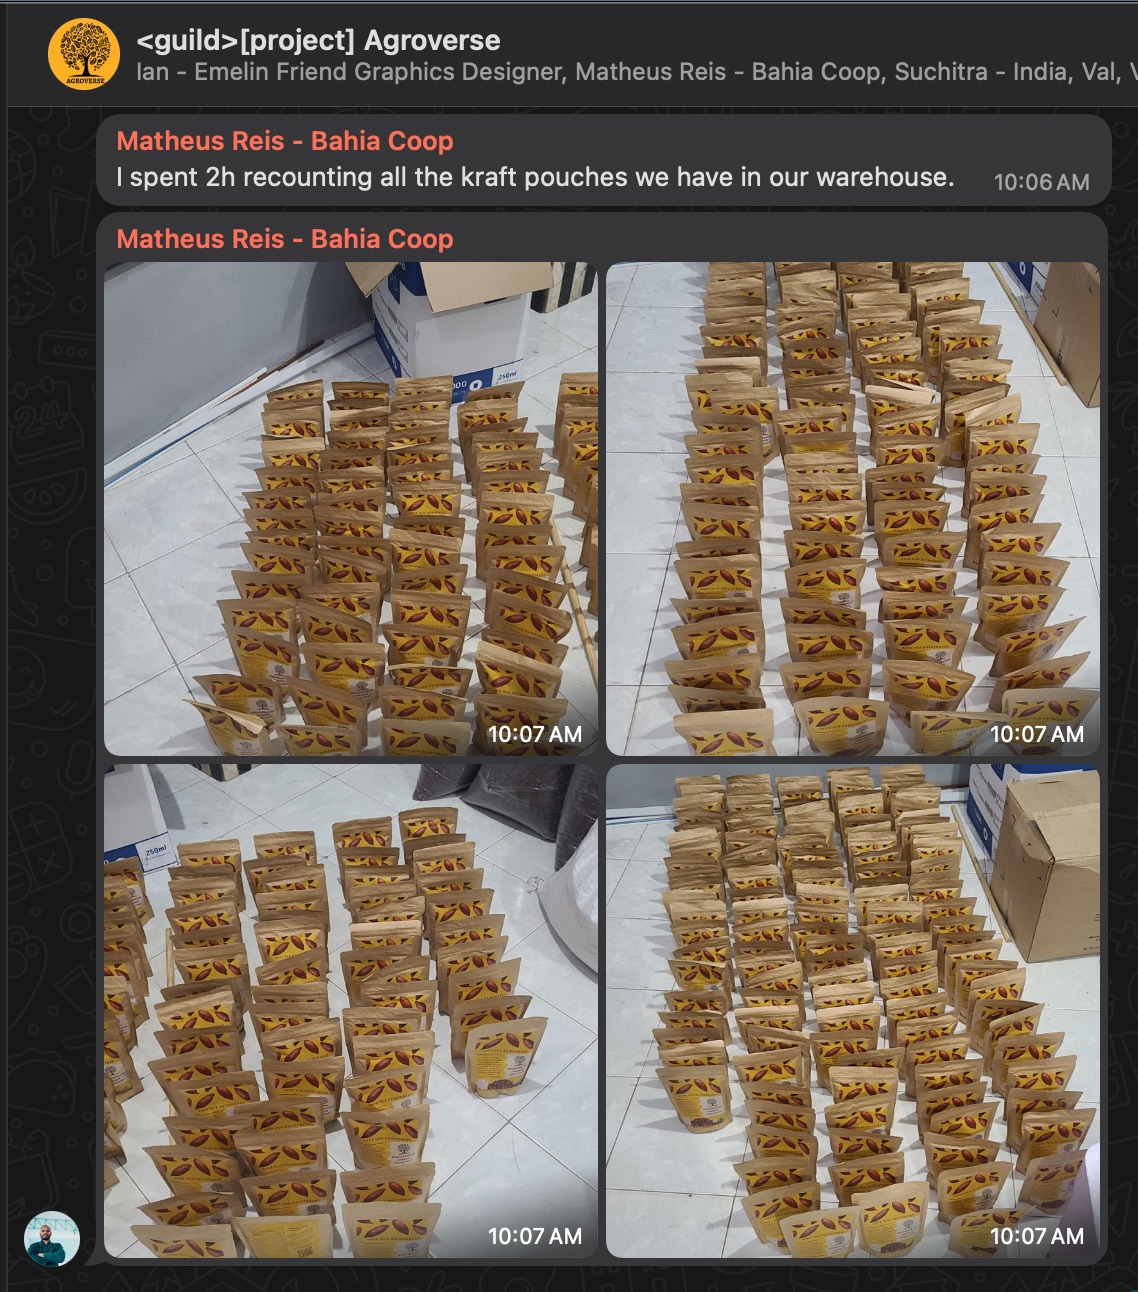 <guild>[project] Agroverse
Ian - Emelin Friend Graphics Designer, Matheus Reis - Bahia Coop, Suchitra - India, Val,
AGROVERSE
Matheus Reis - Bahia Coop
I spent 2h recounting all the kraft pouches we have in our warehouse. 10:06 AM
Matheus Reis - Bahia Coop
250ml
10:07 AM
10:07 AM
250ml
10:07 AM
10:07 AM